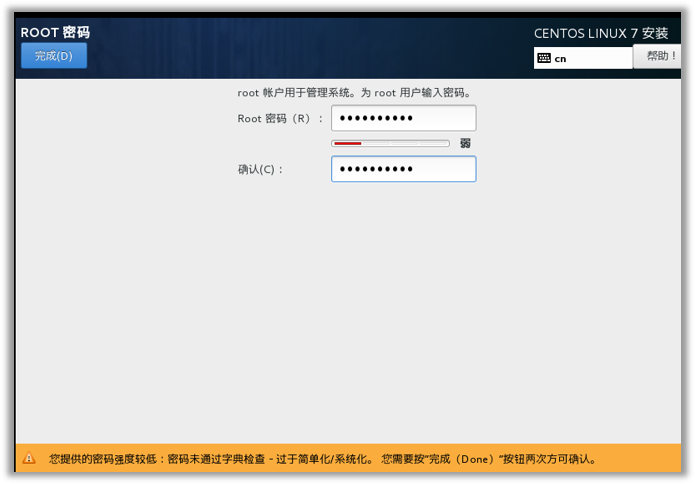 ROOT 密码
CENTOS LINUX 7 安装
完成(D)
cn
帮助！
root 帐户用于管理系统。为 root 用户输入密码。
Root 密码（R）：
弱
确认(C)：
您提供的密码强度较低：密码未通过字典检查 - 过于简单化/系统化。 您需要按“完成（Done）”按钮两次方可确认。